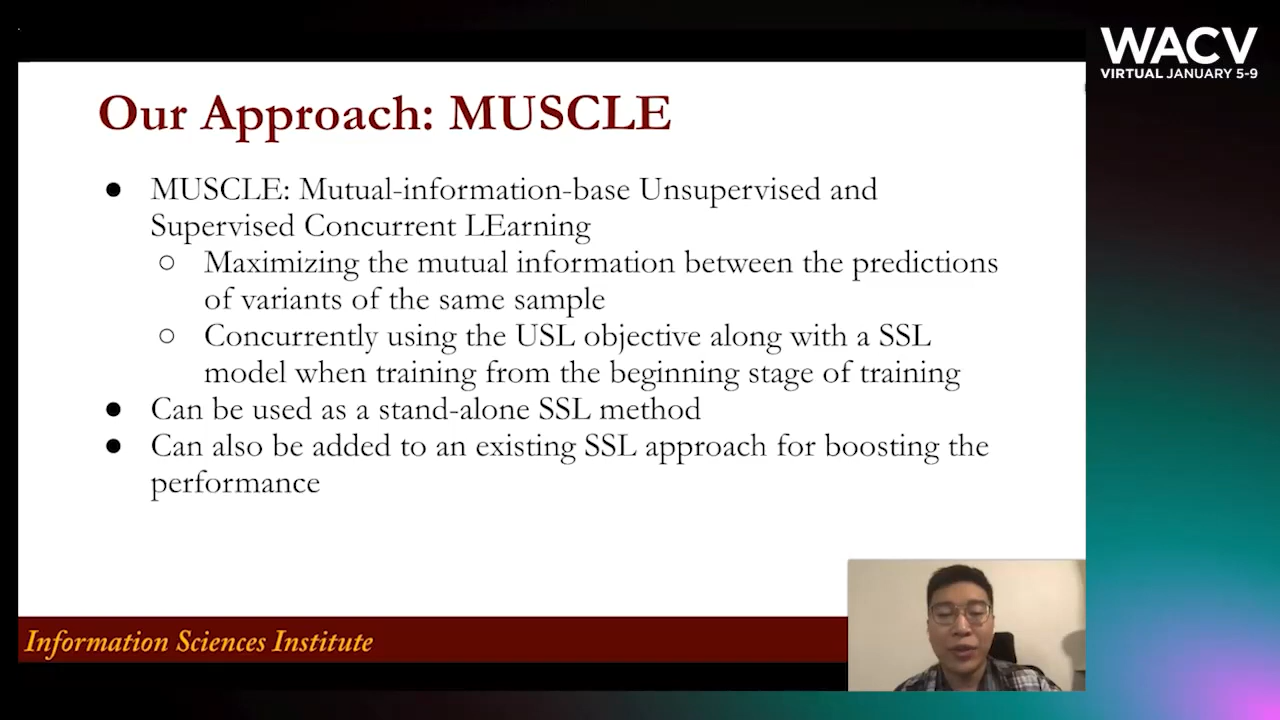 WACV
VIRTUAL JANUARY 5-9
Our Approach: MUSCLE
● MUSCLE: Mutual-information-base Unsupervised and
Supervised Concurrent LEarning
○ Maximizing the mutual information between the predictions
of variants of the same sample
○ Concurrently using the USL objective along with a SSL
model when training from the beginning stage of training
● Can be used as a stand-alone SSL method
● Can also be added to an existing SSL approach for boosting the
performance
Information Sciences Institute